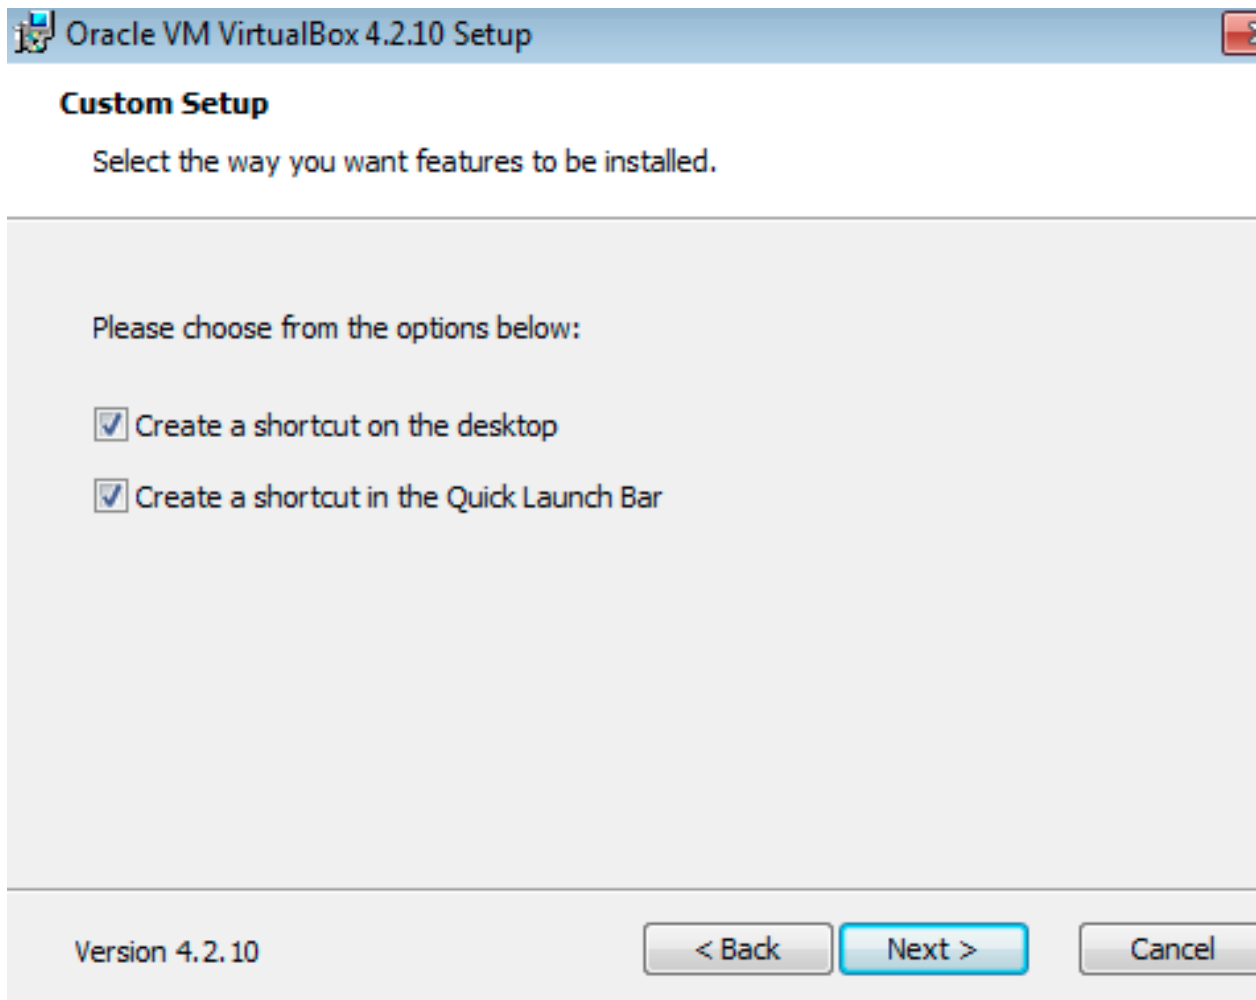 Oracle VM VirtualBox 4.2.10 Setup
Custom Setup
Select the way you want features to be installed.
Please choose from the options below:
Create a shortcut on the desktop
Create a shortcut in the Quick Launch Bar
Version 4.2.10
< Back
Next >
Cancel